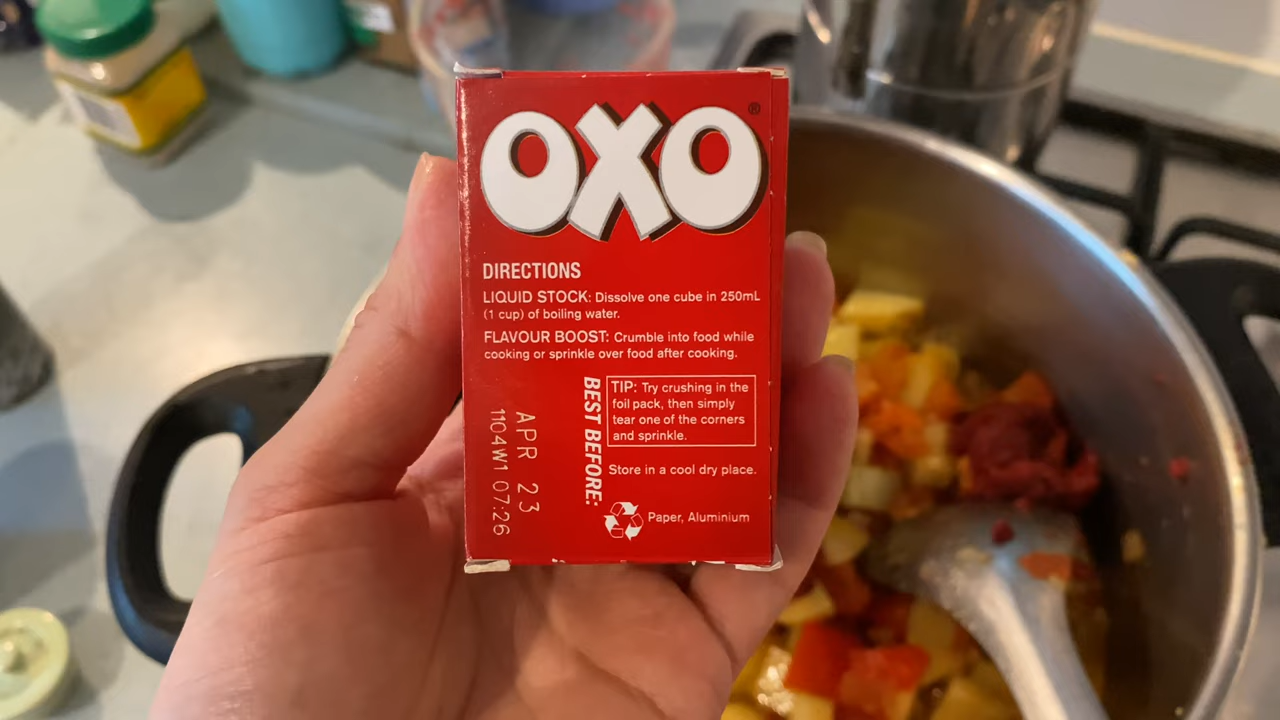 OXO®
DIRECTIONS
LIQUID STOCK: Dissolve one cube in 250mL
(1 cup) of boiling water.
FLAVOUR BOOST: Crumble into food while
cooking or sprinkle over food after cooking.
TIP: Try crushing in the
foil pack, then simply
tear one of the corners
and sprinkle.
Store in a cool dry place.
Paper, Aluminium
BEST BEFORE:
APR 23
1104W1 07:26